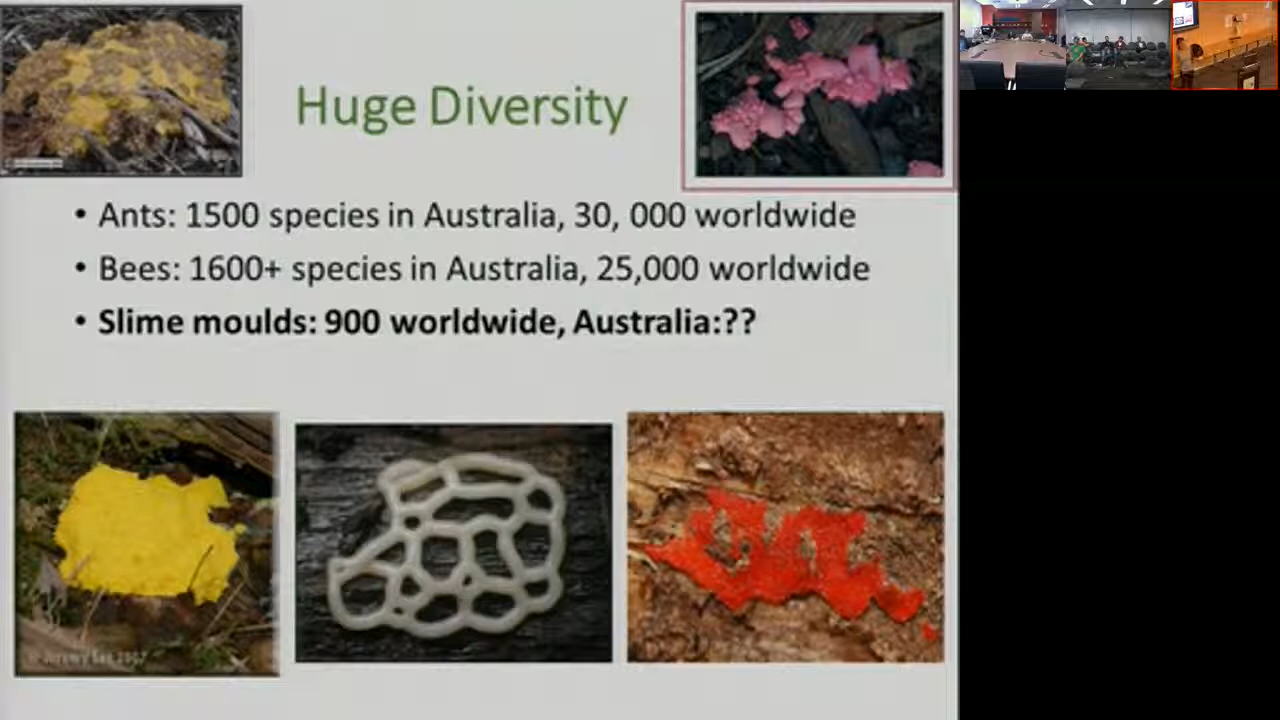 Huge Diversity
• Ants: 1500 species in Australia, 30, 000 worldwide
• Bees: 1600+ species in Australia, 25,000 worldwide
• Slime moulds: 900 worldwide, Australia:??